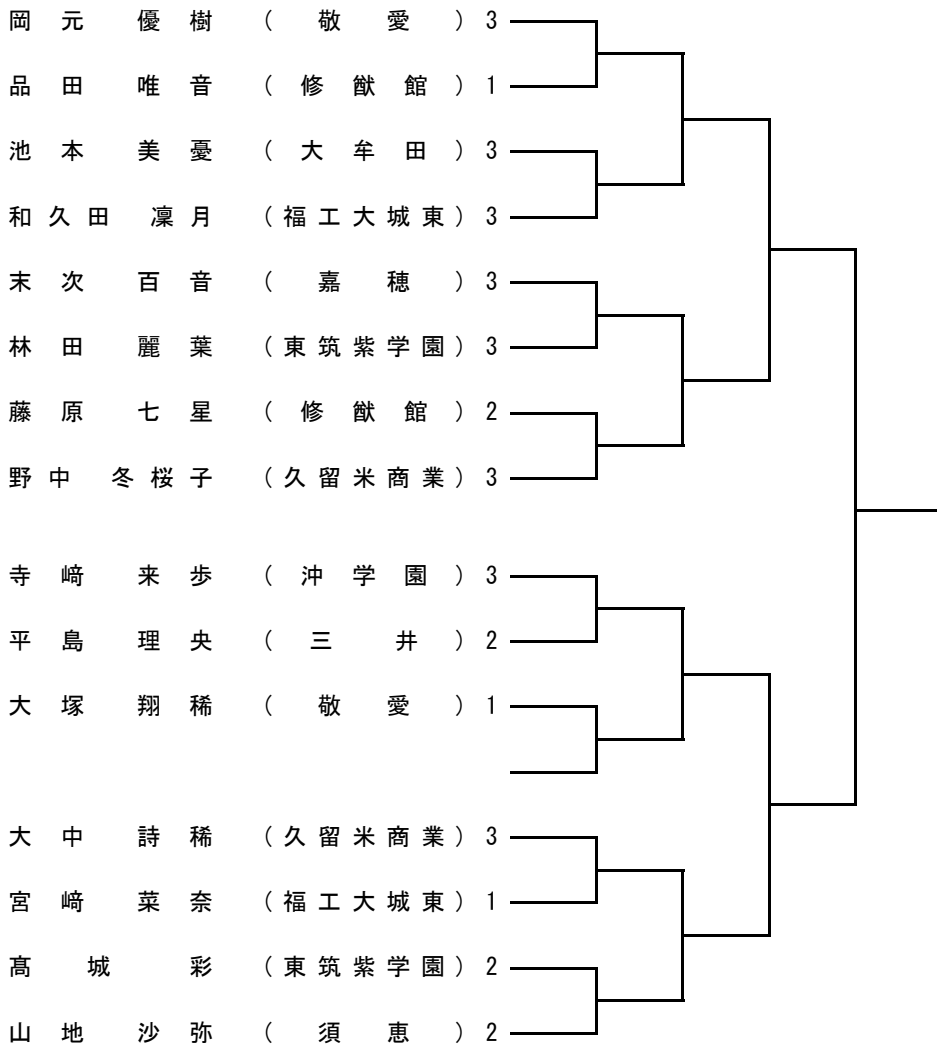 岡元 優樹 (敬愛) 3
品田 唯音 (修猷館) 1
池本 美憂 (大牟田) 3
和久田 凜月 (福工大城東) 3
末次 百音 (嘉穂) 3
林田 麗葉 (東筑紫学園) 3
藤原 七星 (修猷館) 2
野中 冬桜子 (久留米商業) 3
寺﨑 来歩 (沖学園) 3
平島 理央 (三井) 2
大塚 翔稀 (敬愛) 1
大中 詩稀 (久留米商業) 3
宮﨑 菜奈 (福工大城東) 1
髙城 彩 (東筑紫学園) 2
山地 沙弥 (須恵) 2